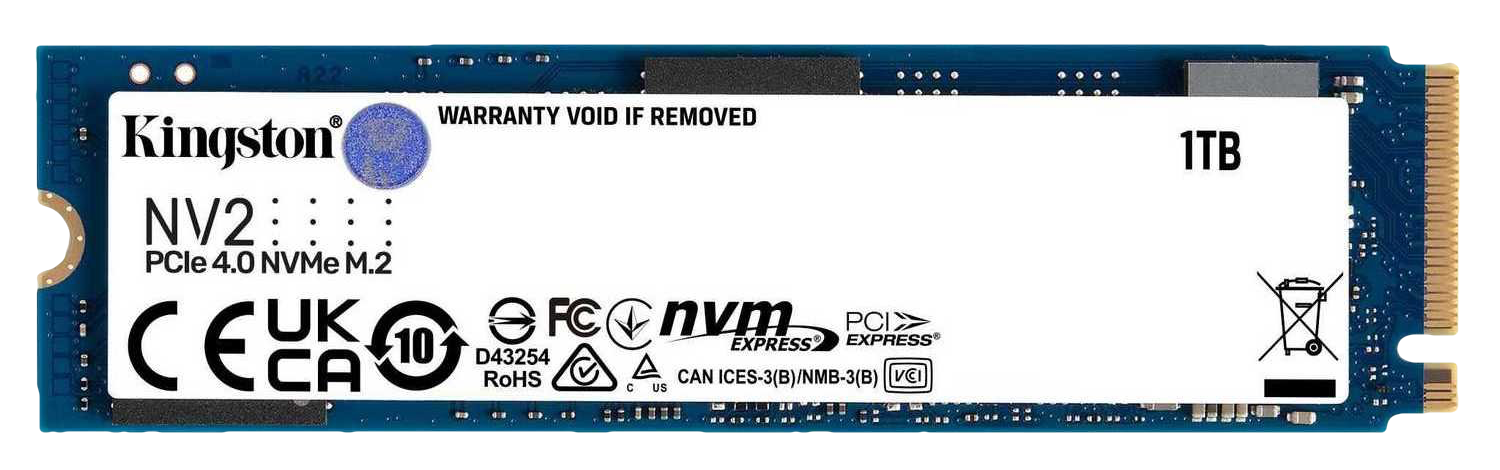 822
Kingston®
WARRANTY VOID IF REMOVED
1TB
NV2
PCIe 4.0 NVMe M.2
CE
UK
CA
10
D43254
RoHS
FC
nvm
EXPRESS®
PCI
EXPRESS®
C US
CAN ICES-3(B)/NMB-3(B)
VCI